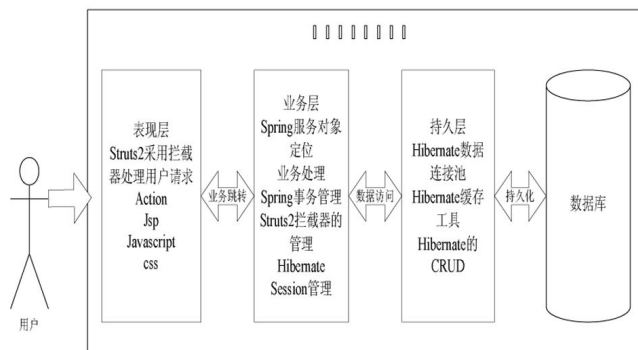 用户
表现层
Struts2采用拦截
器处理用户请求
Action
Jsp
Javascript
css
业务跳转
业务层
Spring服务对象
定位
业务处理
Spring事务管理
Struts2拦截器的
管理
Hibernate
Session管理
数据访问
持久层
Hibernate数据
连接池
Hibernate缓存
工具
Hibernate的
CRUD
持久化
数据库